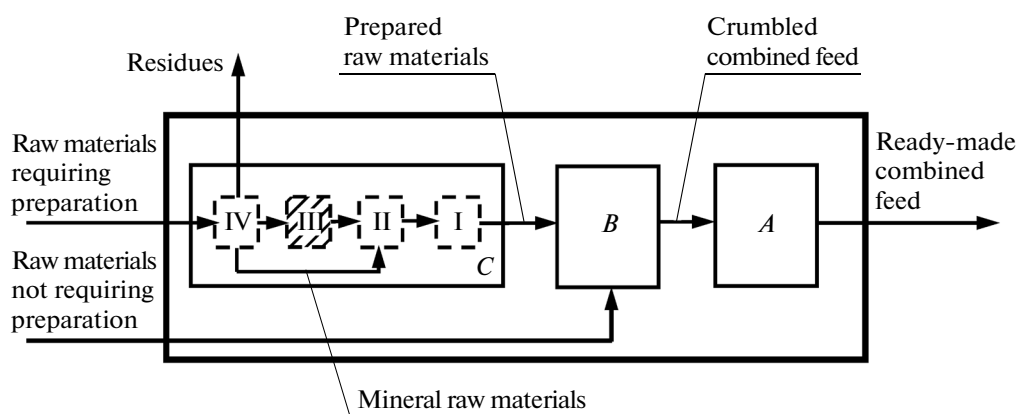 Prepared
raw materials
Crumbled
combined feed
Residues
Raw materials
requiring
preparation
Ready-made
combined
feed
IV
III
II
I
B
A
C
Raw materials
not requiring
preparation
Mineral raw materials